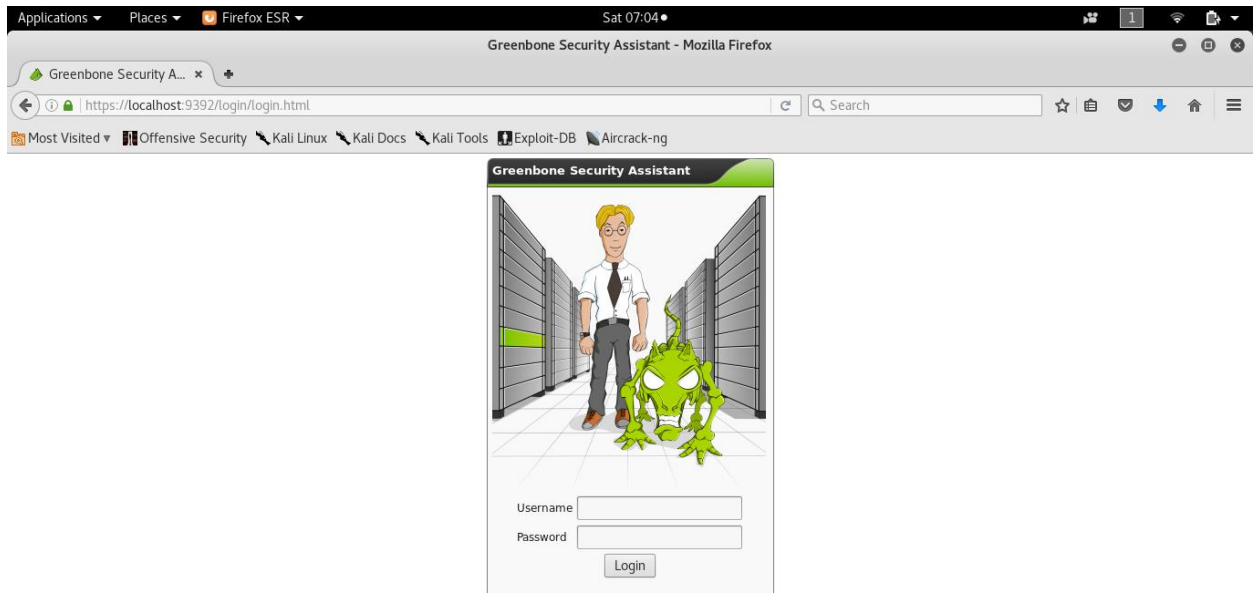 Applications Places Firefox ESR Sat 07:04 1
Greenbone Security Assistant - Mozilla Firefox
Greenbone Security A...
https://localhost:9392/login/login.html Search
Most Visited Offensive Security Kali Linux Kali Docs Kali Tools Exploit-DB Aircrack-ng
Greenbone Security Assistant
Username
Password
Login